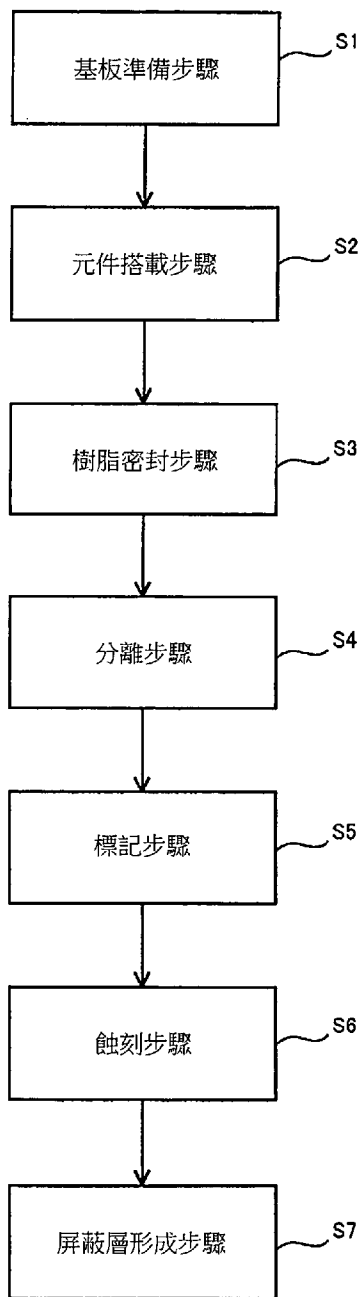 基板準備步驟
S1
元件搭載步驟
S2
樹脂密封步驟
S3
分離步驟
S4
標記步驟
S5
蝕刻步驟
S6
屏蔽層形成步驟
S7